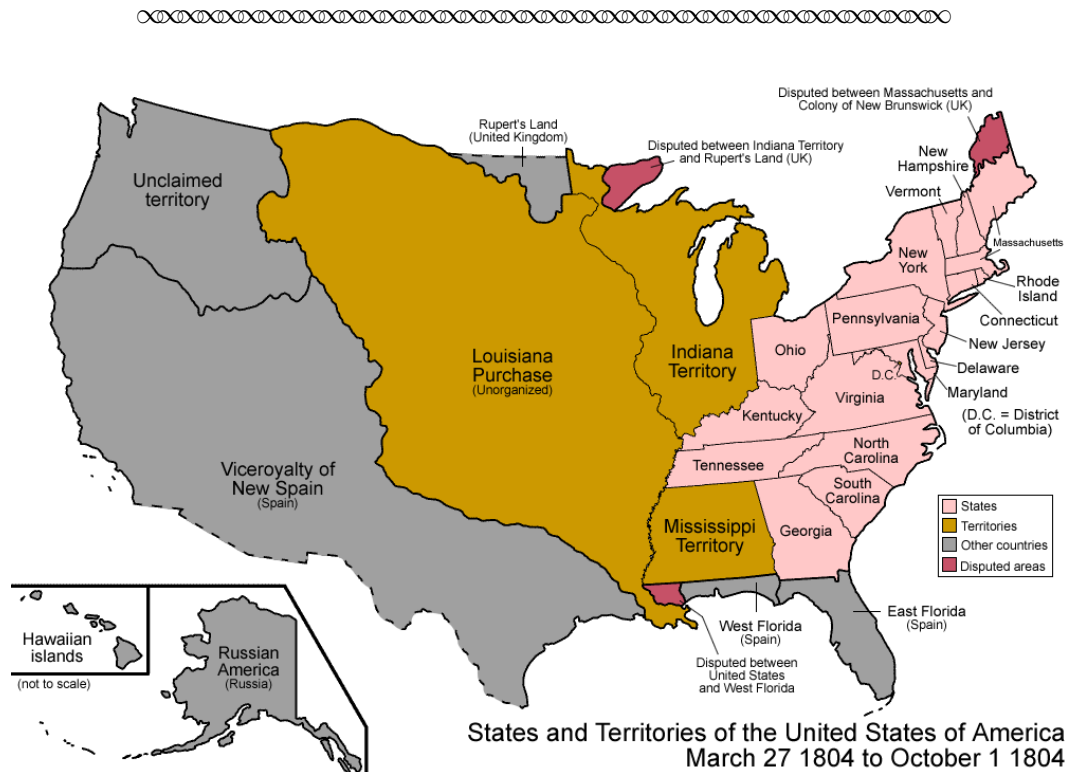 Disputed between Massachusetts and
Colony of New Brunswick (UK)
Rupert's Land
(United Kingdom)
Disputed between Indiana Territory
and Rupert's Land (UK)
New
Hampshire
Vermont
Unclaimed
territory
Massachusetts
New
York
Rhode
Island
Connecticut
Pennsylvania
New Jersey
Ohio
Indiana
Territory
Louisiana
Purchase
(Unorganized)
Delaware
D.C.
Maryland
Virginia
Kentucky
(D.C. = District
of Columbia)
North
Carolina
Tennessee
Viceroyalty of
New Spain
(Spain)
South
Carolina
States
Territories
Other countries
Disputed areas
Mississippi
Territory
Georgia
East Florida
(Spain)
West Florida
(Spain)
Disputed between
United States
and West Florida
Hawaiian
islands
(not to scale)
Russian
America
(Russia)
States and Territories of the United States of America
March 27 1804 to October 1 1804